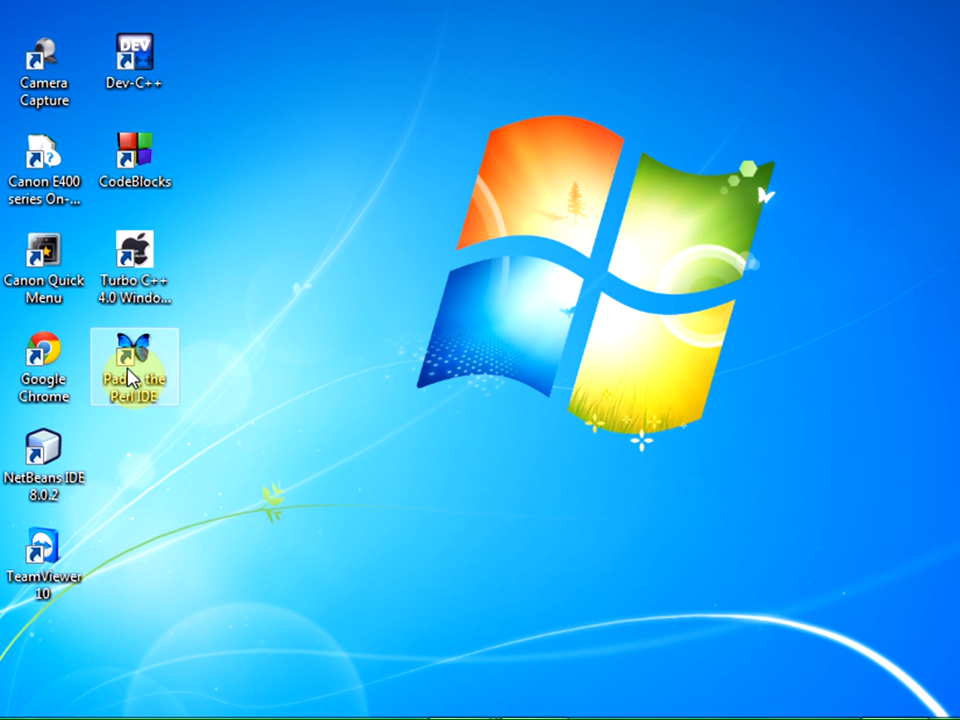 Camera
Capture
DEV
Dev-C++
Canon E400
series On-...
CodeBlocks
Canon Quick
Menu
Turbo C++
4.0 Windo...
Google
Chrome
the
Perl IDE
NetBeans IDE
8.0.2
TeamViewer
10